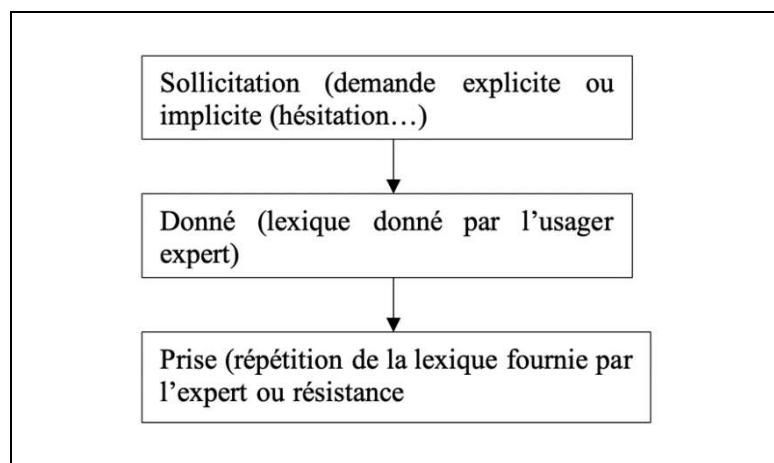 Sollicitation (demande explicite ou
implicite (hésitation…)
Donné (lexique donné par l’usager
expert)
Prise (répétition de la lexique fournie par
l’expert ou résistance